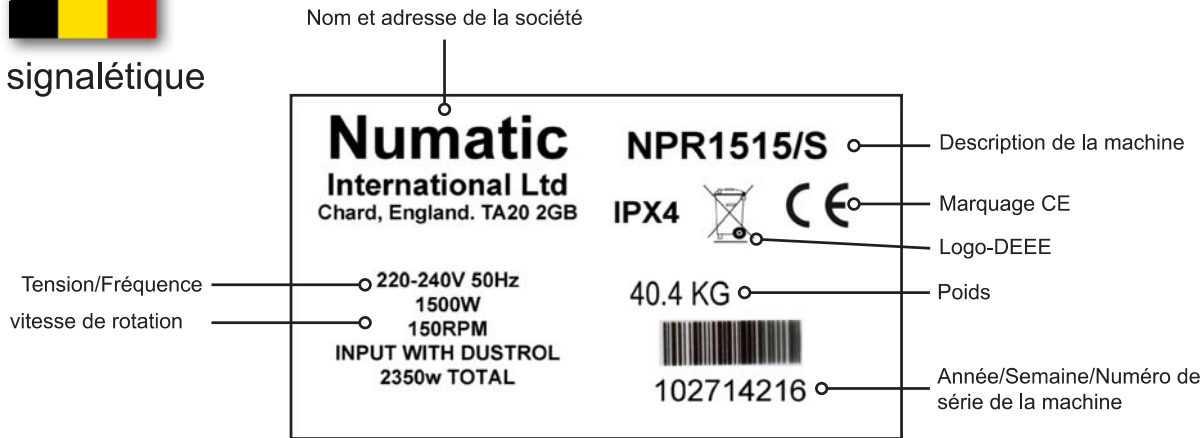 Nom et adresse de la société
signalétique
Numatic
International Ltd
Chard, England. TA20 2GB
NPR1515/S
Description de la machine
IPX4
CE
Marquage CE
Logo-DEEE
Tension/Fréquence
220-240V 50Hz
1500W
vitesse de rotation
150RPM
INPUT WITH DUSTROL
2350w TOTAL
40.4 KG
Poids
102714216
Année/Semaine/Numéro de
série de la machine